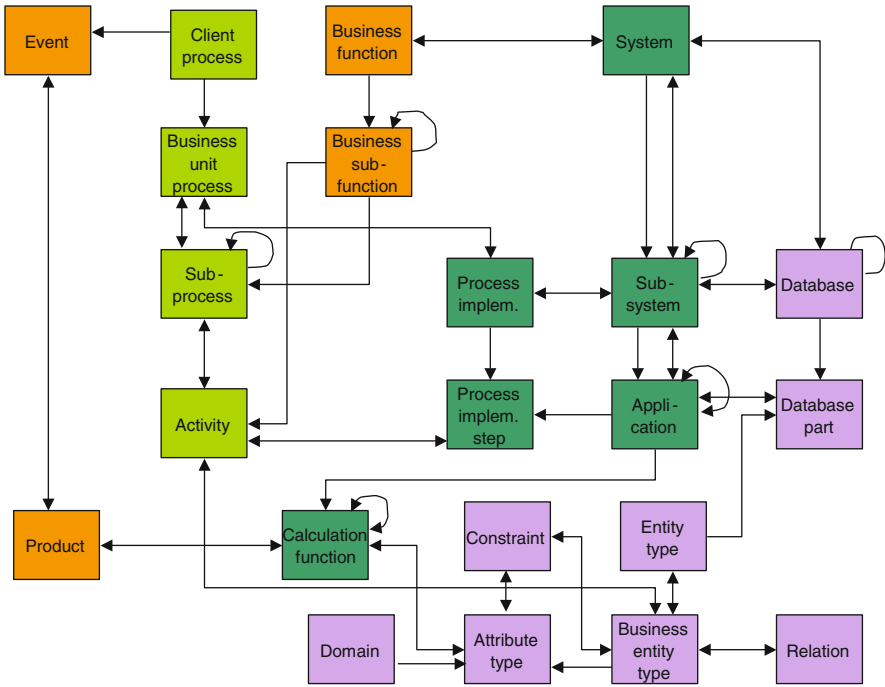 Event
Client
process
Business
function
System
Business
unit
process
Business
sub-
function
Sub-
process
Process
implem.
Sub-
system
Database
Activity
Process
implem.
step
Appli-
cation
Database
part
Product
Calculation
function
Constraint
Entity
type
Domain
Attribute
type
Business
entity
type
Relation